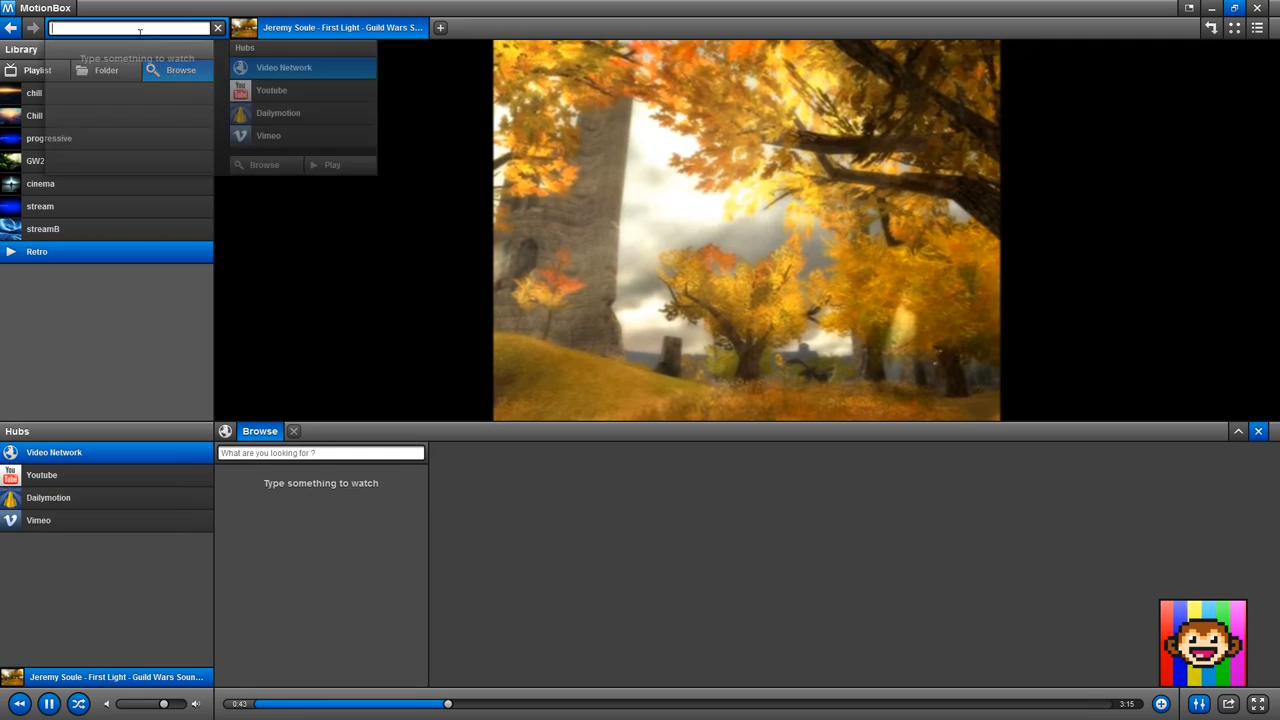 MotionBox
Jeremy Soule - First Light - Guild Wars S...
Library
Type something to watch
Hubs
Playlist
Folder
Browse
Video Network
chill
Youtube
Chill
Dailymotion
progressive
Vimeo
GW2
Browse
Play
cinema
stream
streamB
Retro
Hubs
Browse
Video Network
What are you looking for ?
Youtube
Type something to watch
Dailymotion
Vimeo
Jeremy Soule - First Light - Guild Wars Soun...
0:43
3:15